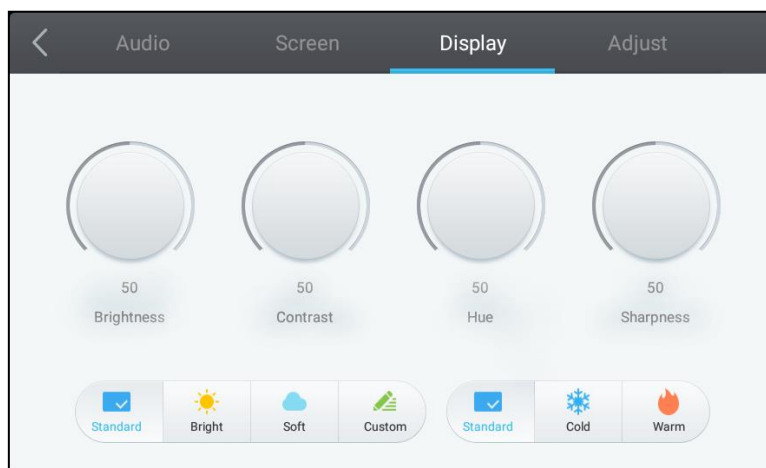 Audio Screen Display Adjust
50 50 50 50
Brightness Contrast Hue Sharpness
Standard Bright Soft Custom Standard Cold Warm